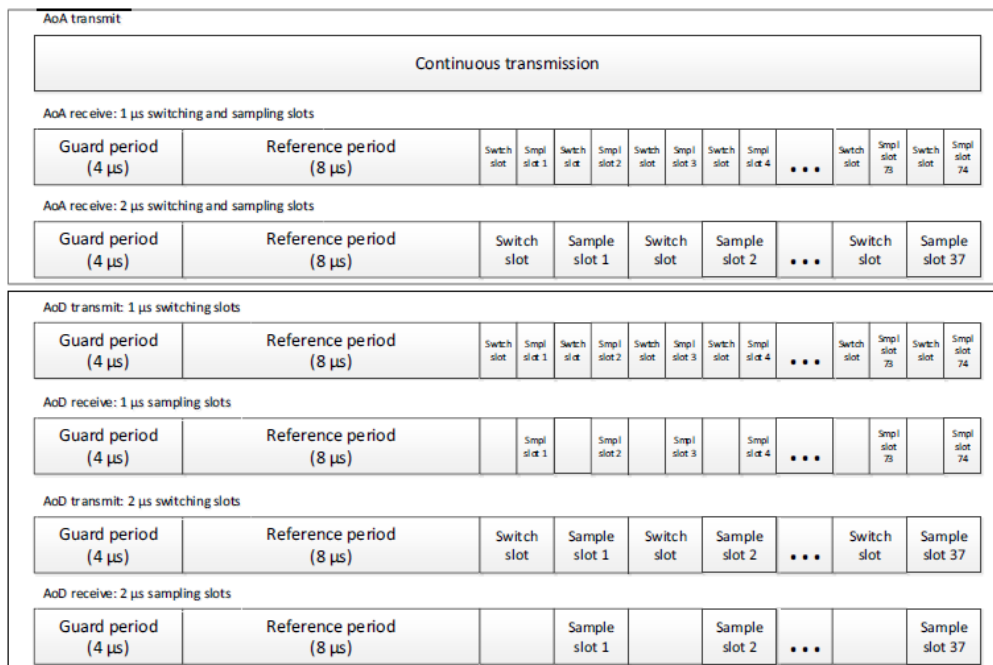 AoA transmit
Continuous transmission
AoA receive: 1 µs switching and sampling slots
Guard period Reference period Swtch Smpl Swtch Smpl Swtch Smpl Swtch Smpl Swtch Smpl Swtch Smpl
(4 µs) (8 µs) slot slot 1 slot slot 2 slot slot 3 slot slot 4 ... slot slot 73 slot slot 74
AoA receive: 2 µs switching and sampling slots
Guard period Reference period Switch Sample Switch Sample Switch Sample
(4 µs) (8 µs) slot slot 1 slot slot 2 ... slot slot 37
AoD transmit: 1 µs switching slots
Guard period Reference period Swtch Smpl Swtch Smpl Swtch Smpl Swtch Smpl Swtch Smpl Swtch Smpl
(4 µs) (8 µs) slot slot 1 slot slot 2 slot slot 3 slot slot 4 ... slot slot 73 slot slot 74
AoD receive: 1 µs sampling slots
Guard period Reference period Smpl Smpl Smpl Smpl Smpl Smpl
(4 µs) (8 µs) slot 1 slot 2 slot 3 slot 4 ... slot 73 slot 74
AoD transmit: 2 µs switching slots
Guard period Reference period Switch Sample Switch Sample Switch Sample
(4 µs) (8 µs) slot slot 1 slot slot 2 ... slot slot 37
AoD receive: 2 µs sampling slots
Guard period Reference period Sample Sample Sample
(4 µs) (8 µs) slot 1 slot 2 ... slot 37